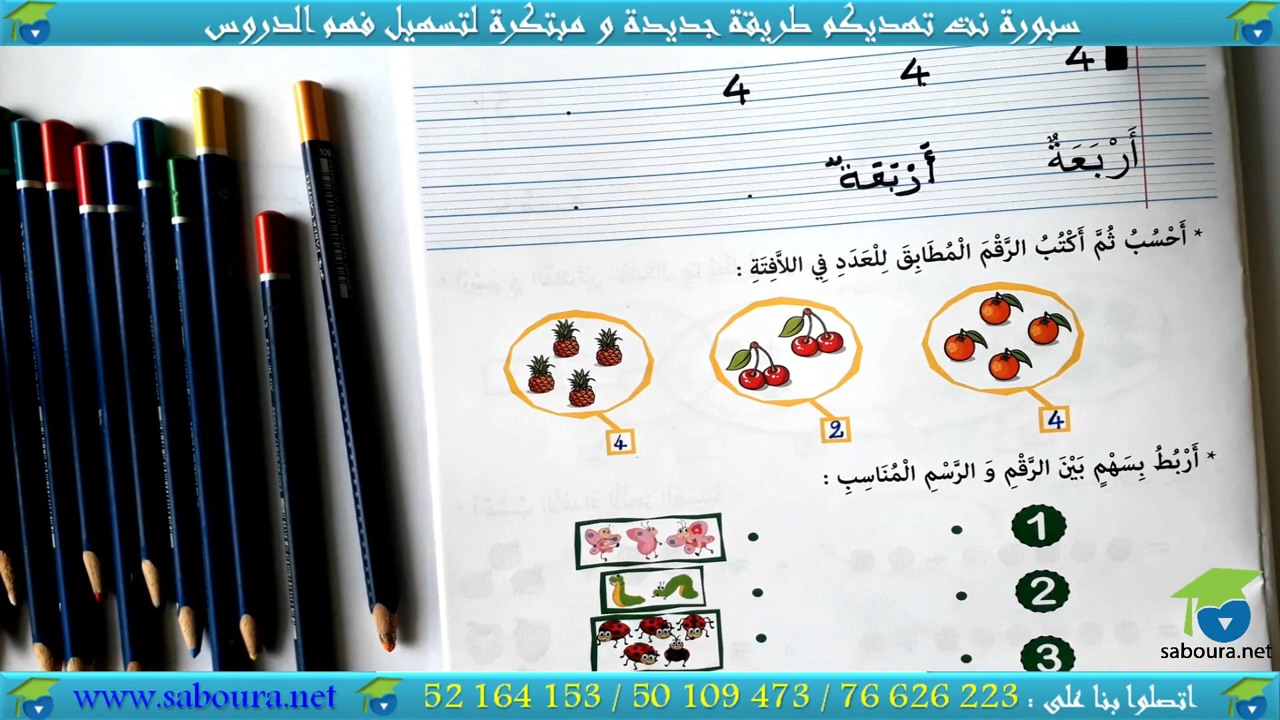 سبورة نت تهديكم طريقة جديدة و مبتكرة لتسهيل فهم الدروس
4 4 4
أَرْبَعَةٌ أَرْبَعَةٌ
* أَحْسُبُ ثُمَّ أَكْتُبُ الرَّقْمَ الْمُطَابِقَ لِلْعَدَدِ فِي اللاَّفِتَةِ :
4 2 4
* أَرْبُطُ بِسَهْمٍ بَيْنَ الرَّقْمِ وَ الرَّسْمِ الْمُنَاسِبِ :
1
2
3
saboura.net
اتصلوا بنا على : 52 164 153 / 50 109 473 / 76 626 223
www.saboura.net